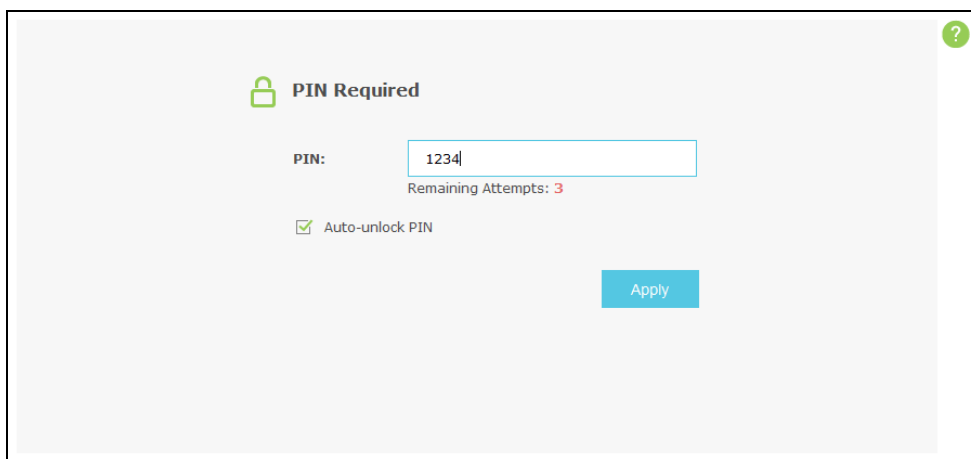 ?
PIN Required
PIN:
1234
Remaining Attempts: 3
Auto-unlock PIN
Apply